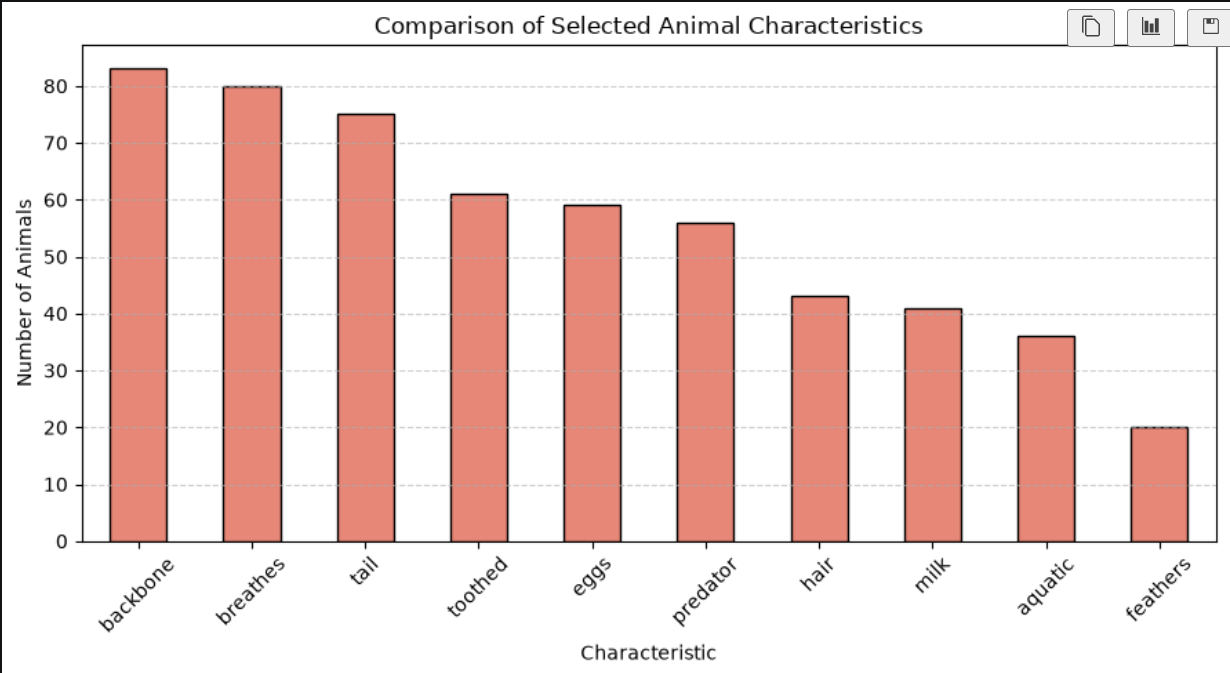 Comparison of Selected Animal Characteristics
Number of Animals
80
70
60
50
40
30
20
10
0
backbone
breathes
tail
toothed
eggs
predator
hair
milk
aquatic
feathers
Characteristic